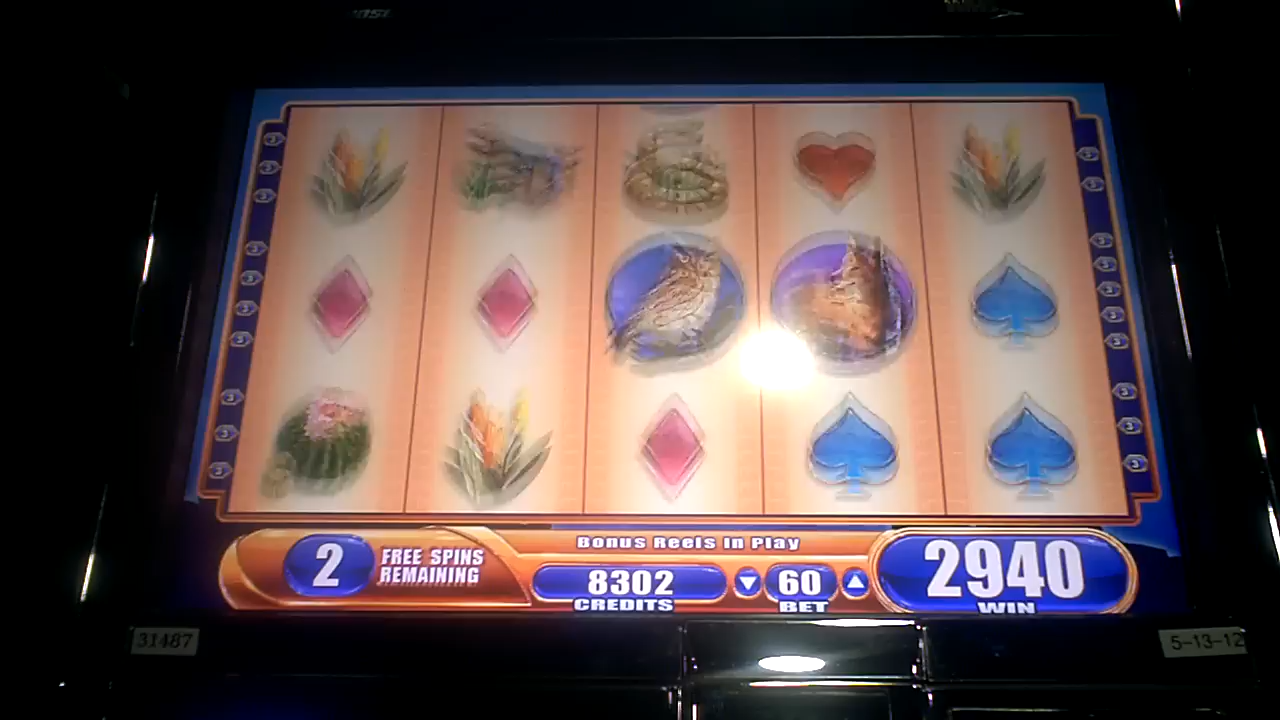 2
FREE SPINS
REMAINING
Bonus Reels In Play
8302
CREDITS
60
BET
2940
WIN
31487
5-13-12